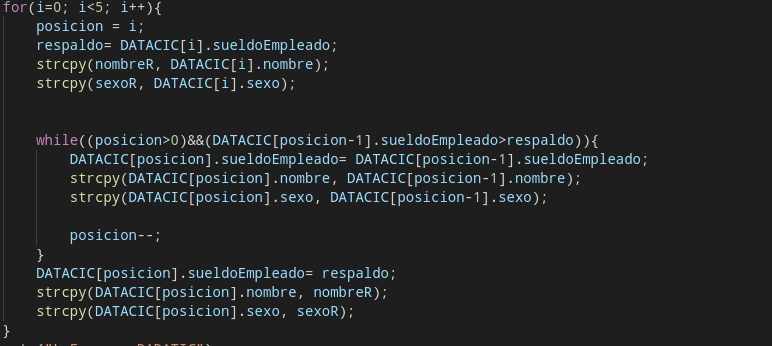 for(i=0; i<5; i++){
    posicion = i;
    respaldo= DATACIC[i].sueldoEmpleado;
    strcpy(nombreR, DATACIC[i].nombre);
    strcpy(sexoR, DATACIC[i].sexo);
    while((posicion>0)&&(DATACIC[posicion-1].sueldoEmpleado>respaldo)){
        DATACIC[posicion].sueldoEmpleado= DATACIC[posicion-1].sueldoEmpleado;
        strcpy(DATACIC[posicion].nombre, DATACIC[posicion-1].nombre);
        strcpy(DATACIC[posicion].sexo, DATACIC[posicion-1].sexo);
        posicion--;
    }
    DATACIC[posicion].sueldoEmpleado= respaldo;
    strcpy(DATACIC[posicion].nombre, nombreR);
    strcpy(DATACIC[posicion].sexo, sexoR);
}